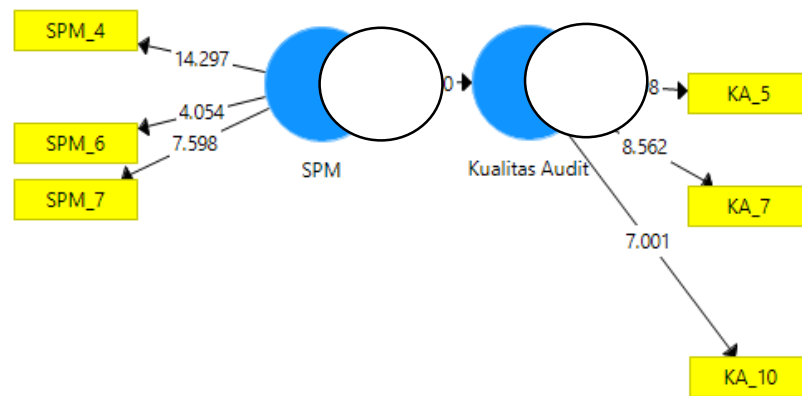 SPM_4
14.297
SPM_6
4.054
7.598
SPM_7
SPM
Kualitas Audit
KA_5
8.562
KA_7
7.001
KA_10